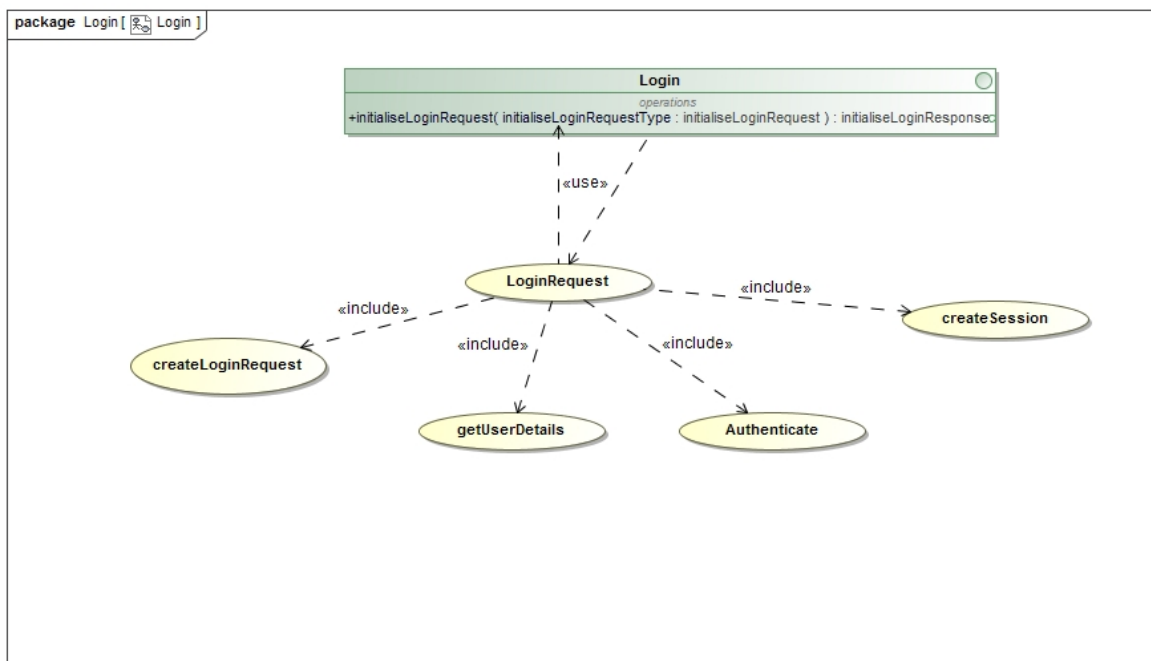 package Login [ Login ]
Login
operations
+initialiseLoginRequest( initialiseLoginRequestType : initialiseLoginRequest ) : initialiseLoginResponse
«use»
LoginRequest
«include»
«include»
createSession
«include»
«include»
createLoginRequest
getUserDetails
Authenticate